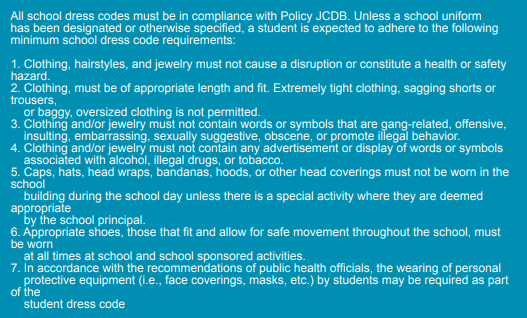 All school dress codes must be in compliance with Policy JCDB. Unless a school uniform
has been designated or otherwise specified, a student is expected to adhere to the following
minimum school dress code requirements:
1. Clothing, hairstyles, and jewelry must not cause a disruption or constitute a health or safety
hazard.
2. Clothing, must be of appropriate length and fit. Extremely tight clothing, sagging shorts or
trousers,
or baggy, oversized clothing is not permitted.
3. Clothing and/or jewelry must not contain words or symbols that are gang-related, offensive,
insulting, embarrassing, sexually suggestive, obscene, or promote illegal behavior.
4. Clothing and/or jewelry must not contain any advertisement or display of words or symbols
associated with alcohol, illegal drugs, or tobacco.
5. Caps, hats, head wraps, bandanas, hoods, or other head coverings must not be worn in the
school
building during the school day unless there is a special activity where they are deemed
appropriate
by the school principal.
6. Appropriate shoes, those that fit and allow for safe movement throughout the school, must
be worn
at all times at school and school sponsored activities.
7. In accordance with the recommendations of public health officials, the wearing of personal
protective equipment (i.e., face coverings, masks, etc.) by students may be required as part
of the
student dress code